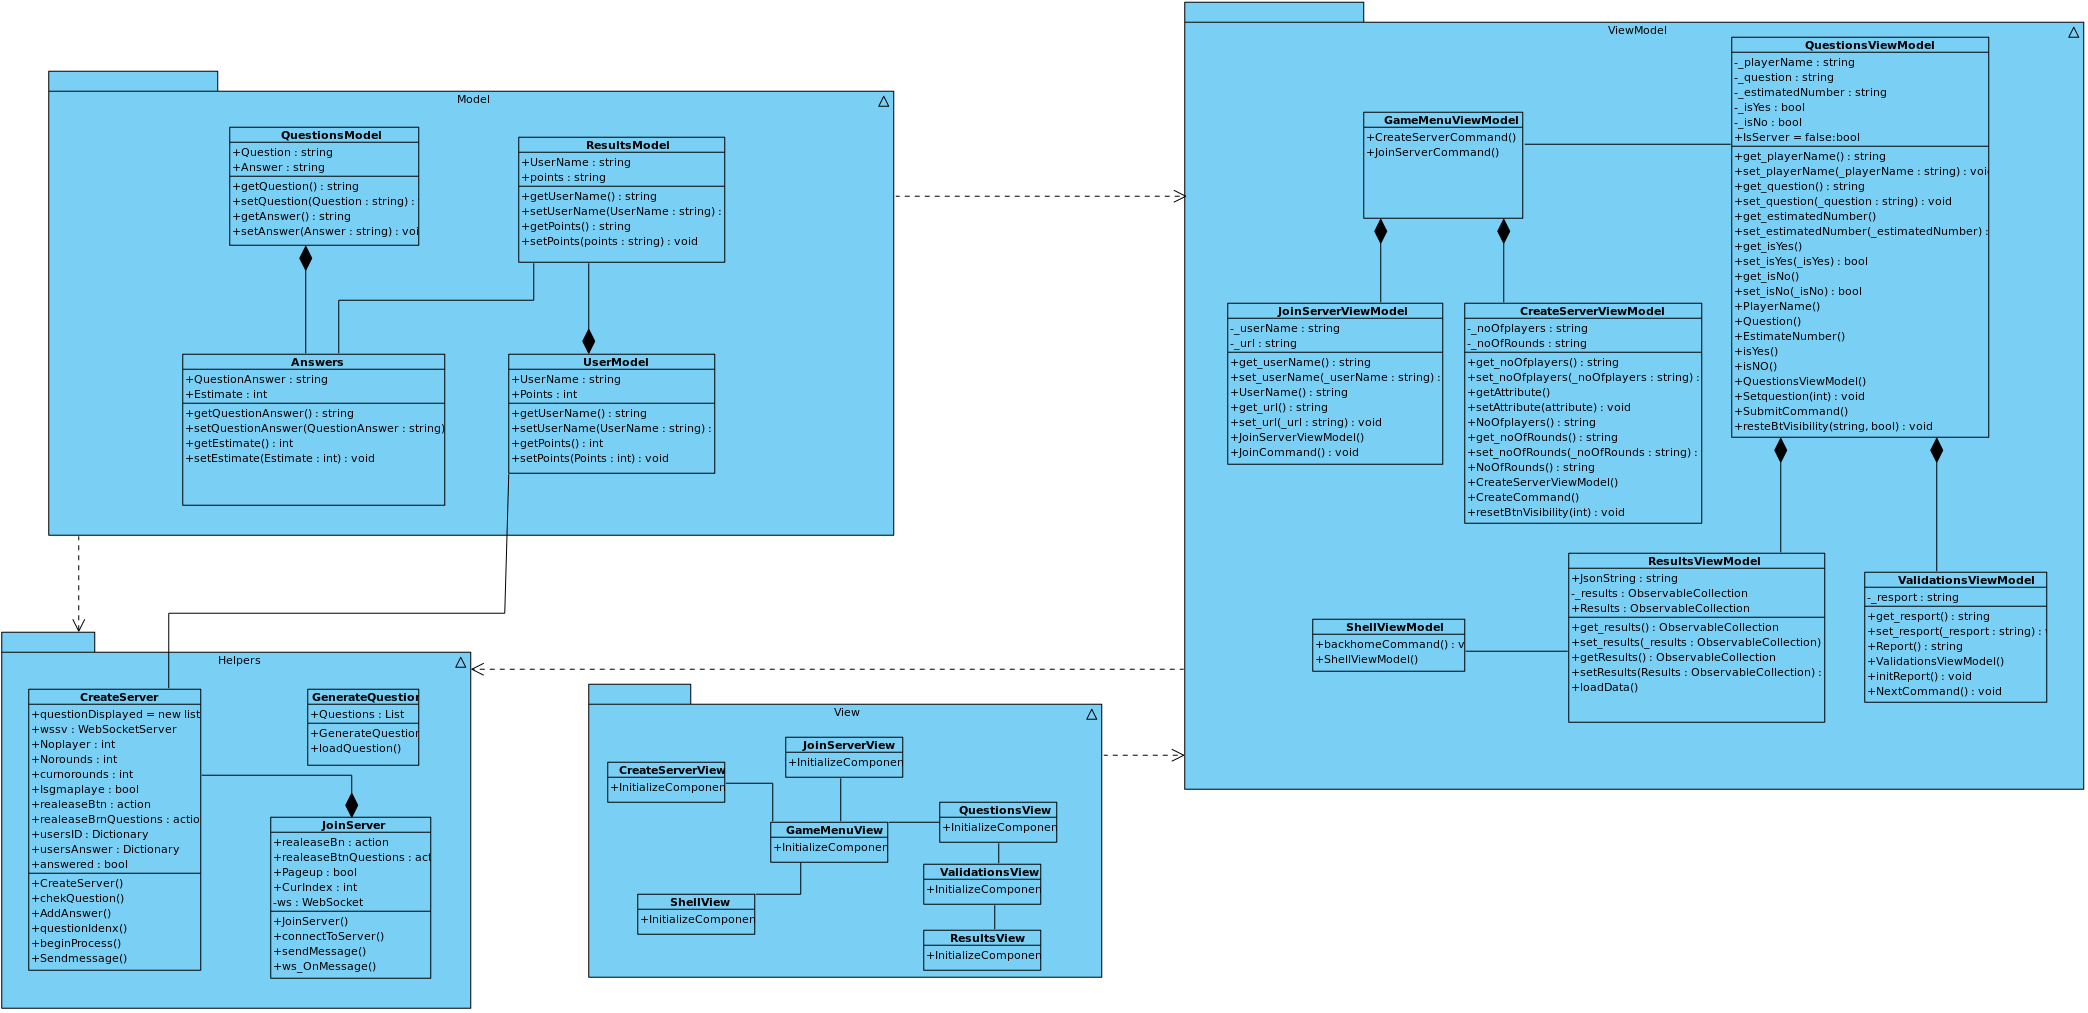 Model
QuestionsModel
+Question : string
+Answer : string
+getQuestion() : string
+setQuestion(Question : string) :
+getAnswer() : string
+setAnswer(Answer : string) : voi
ResultsModel
+UserName : string
+points : string
+getUserName() : string
+setUserName(UserName : string) :
+getPoints() : string
+setPoints(points : string) : void
Answers
+QuestionAnswer : string
+Estimate : int
+getQuestionAnswer() : string
+setQuestionAnswer(QuestionAnswer : string)
+getEstimate() : int
+setEstimate(Estimate : int) : void
UserModel
+UserName : string
+Points : int
+getUserName() : string
+setUserName(UserName : string) :
+getPoints() : int
+setPoints(Points : int) : void
ViewModel
GameMenuViewModel
+CreateServerCommand()
+JoinServerCommand()
QuestionsViewModel
-_playerName : string
-_question : string
-_estimatedNumber : string
-_isYes : bool
-_isNo : bool
+IsServer = false:bool
+get_playerName() : string
+set_playerName(_playerName : string) : voi
+get_question() : string
+set_question(_question : string) : void
+get_estimatedNumber()
+set_estimatedNumber(_estimatedNumber) :
+get_isYes()
+set_isYes(_isYes) : bool
+get_isNo()
+set_isNo(_isNo) : bool
+PlayerName()
+Question()
+EstimateNumber()
+isYes()
+isNO()
+QuestionsViewModel()
+Setquestion(int) : void
+SubmitCommand()
+resteBtVisibility(string, bool) : void
JoinServerViewModel
-_userName : string
-_url : string
+get_userName() : string
+set_userName(_userName : string) :
+UserName() : string
+get_url() : string
+set_url(_url : string) : void
+JoinServerViewModel()
+JoinCommand() : void
CreateServerViewModel
-_noOfplayers : string
-_noOfRounds : string
+get_noOfplayers() : string
+set_noOfplayers(_noOfplayers : string) :
+getAttribute()
+setAttribute(attribute) : void
+NoOfplayers() : string
+get_noOfRounds() : string
+set_noOfRounds(_noOfRounds : string) :
+NoOfRounds() : string
+CreateServerViewModel()
+CreateCommand()
+resetBtnVisibility(int) : void
ResultsViewModel
+JsonString : string
-_results : ObservableCollection
+Results : ObservableCollection
+get_results() : ObservableCollection
+set_results(_results : ObservableCollection)
+getResults() : ObservableCollection
+setResults(Results : ObservableCollection) :
+loadData()
ValidationsViewModel
-_resport : string
+get_resport() : string
+set_resport(_resport : string) :
+Report() : string
+ValidationsViewModel()
+initReport() : void
+NextCommand() : void
ShellViewModel
+backhomeCommand() : v
+ShellViewModel()
Helpers
CreateServer
+questionDisplayed = new list
+wssv : WebSocketServer
+Noplayer : int
+Norounds : int
+curnorounds : int
+Isgmaplaye : bool
+realeaseBtn : action
+realeaseBrnQuestions : actio
+usersID : Dictionary
+usersAnswer : Dictionary
+answered : bool
+CreateServer()
+chekQuestion()
+AddAnswer()
+questionIdenx()
+beginProcess()
+Sendmessage()
GenerateQuestion
+Questions : List
+GenerateQuestion
+loadQuestion()
JoinServer
+realeaseBn : action
+realeaseBtnQuestions : act
+Pageup : bool
+CurIndex : int
-ws : WebSocket
+JoinServer()
+connectToServer()
+sendMessage()
+ws_OnMessage()
View
JoinServerView
+InitializeComponen
CreateServerView
+InitializeComponen
QuestionsView
+InitializeComponen
GameMenuView
+InitializeComponen
ValidationsView
+InitializeComponen
ShellView
+InitializeComponen
ResultsView
+InitializeComponen